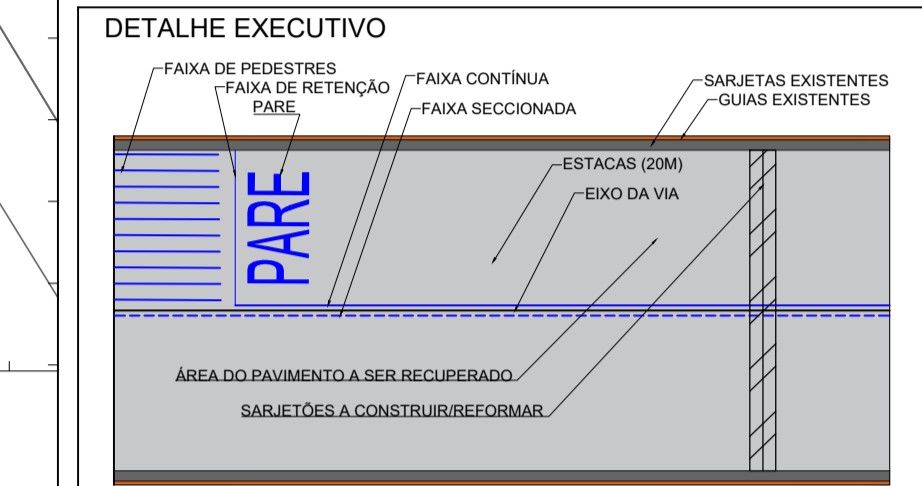 DETALHE EXECUTIVO
FAIXA DE PEDESTRES
FAIXA DE RETENÇÃO
PARE
FAIXA CONTÍNUA
FAIXA SECCIONADA
SARJETAS EXISTENTES
GUIAS EXISTENTES
ESTACAS (20M)
EIXO DA VIA
PARE
ÁREA DO PAVIMENTO A SER RECUPERADO
SARJETÕES A CONSTRUIR/REFORMAR